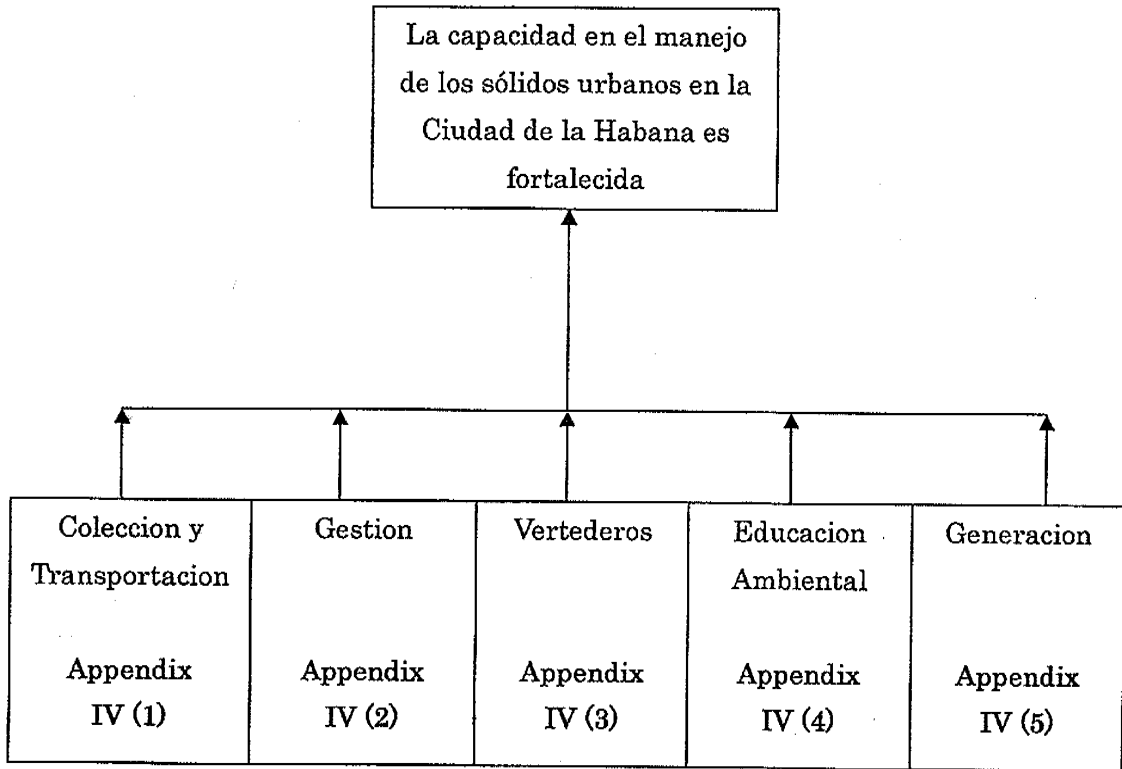 La capacidad en el manejo
de los sólidos urbanos en la
Ciudad de la Habana es
fortalecida
Coleccion y
Transportacion
Appendix
IV (1)
Gestion
Appendix
IV (2)
Vertederos
Appendix
IV (3)
Educacion
Ambiental
Appendix
IV (4)
Generacion
Appendix
IV (5)